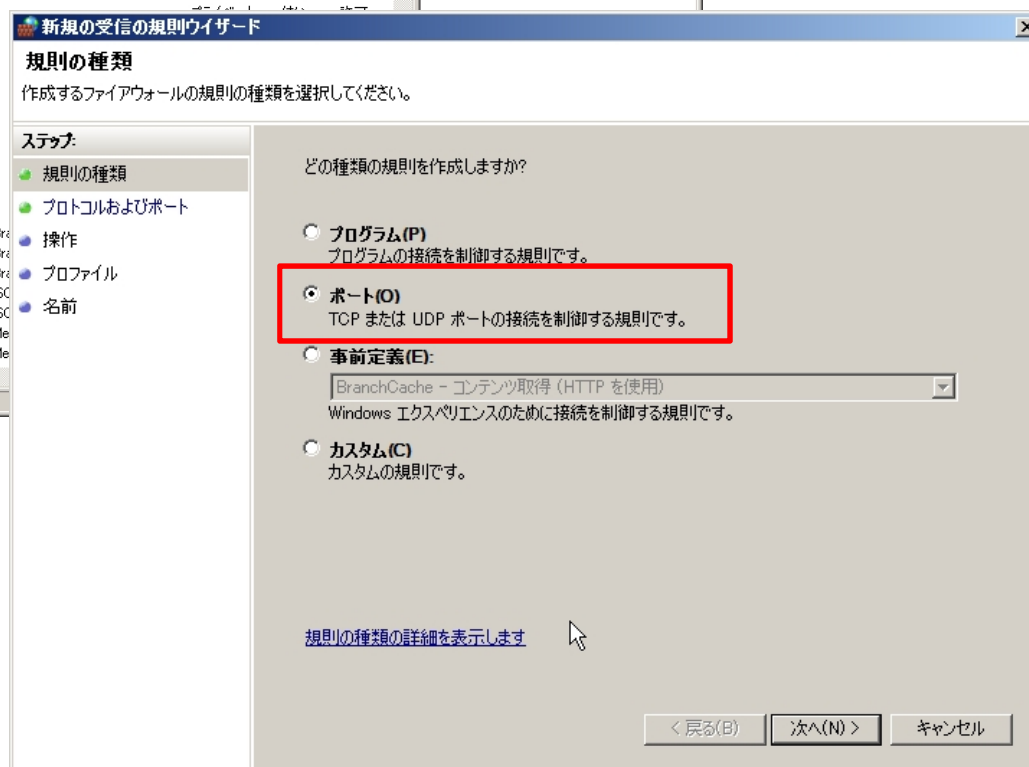 新規の受信の規則ウイザード
規則の種類
作成するファイアウォールの規則の種類を選択してください。
ステップ:
規則の種類
プロトコルおよびポート
操作
プロファイル
名前
どの種類の規則を作成しますか?
プログラム(P)
プログラムの接続を制御する規則です。
ポート(O)
TCP または UDP ポートの接続を制御する規則です。
事前定義(E):
BranchCache - コンテンツ取得 (HTTP を使用)
Windows エクスペリエンスのために接続を制御する規則です。
カスタム(C)
カスタムの規則です。
規則の種類の詳細を表示します
< 戻る(B)
次へ(N) >
キャンセル